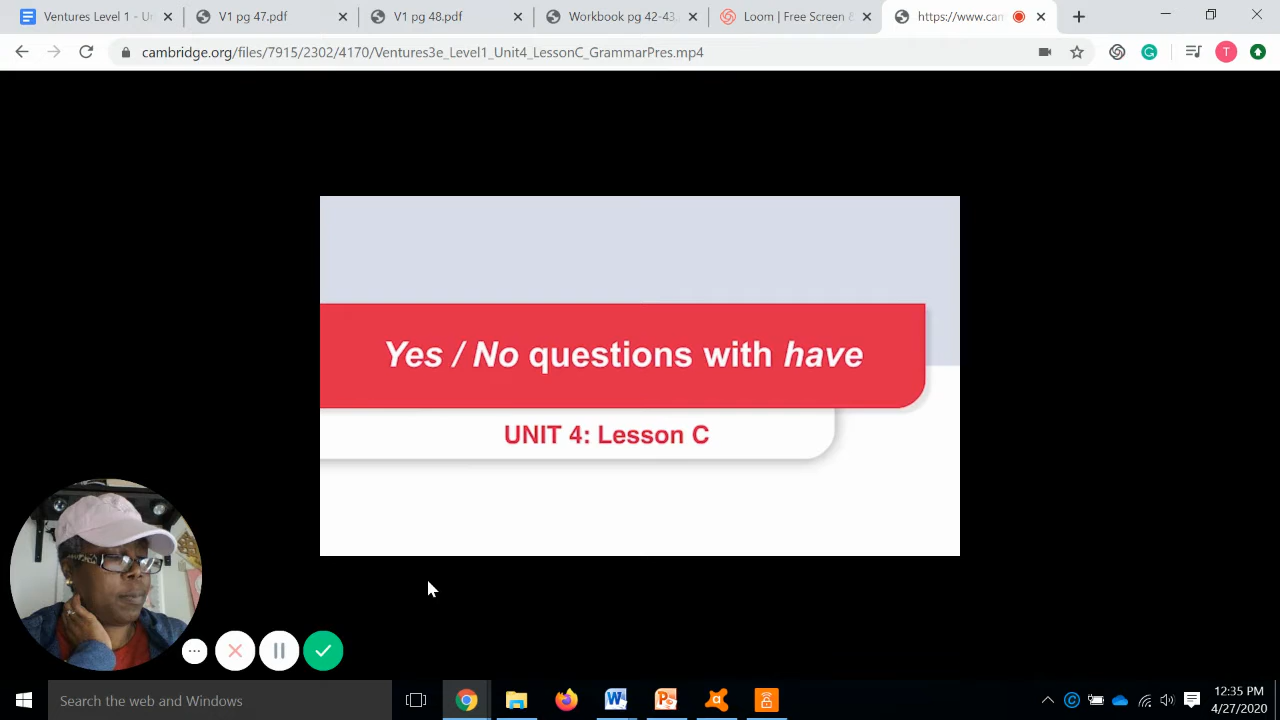 Ventures Level 1 - Un
V1 pg 47.pdf
V1 pg 48.pdf
Workbook pg 42-43.
Loom | Free Screen &
https://www.cam
cambridge.org/files/7915/2302/4170/Ventures3e_Level1_Unit4_LessonC_GrammarPres.mp4
T
Yes / No questions with have
UNIT 4: Lesson C
Search the web and Windows
12:35 PM
4/27/2020